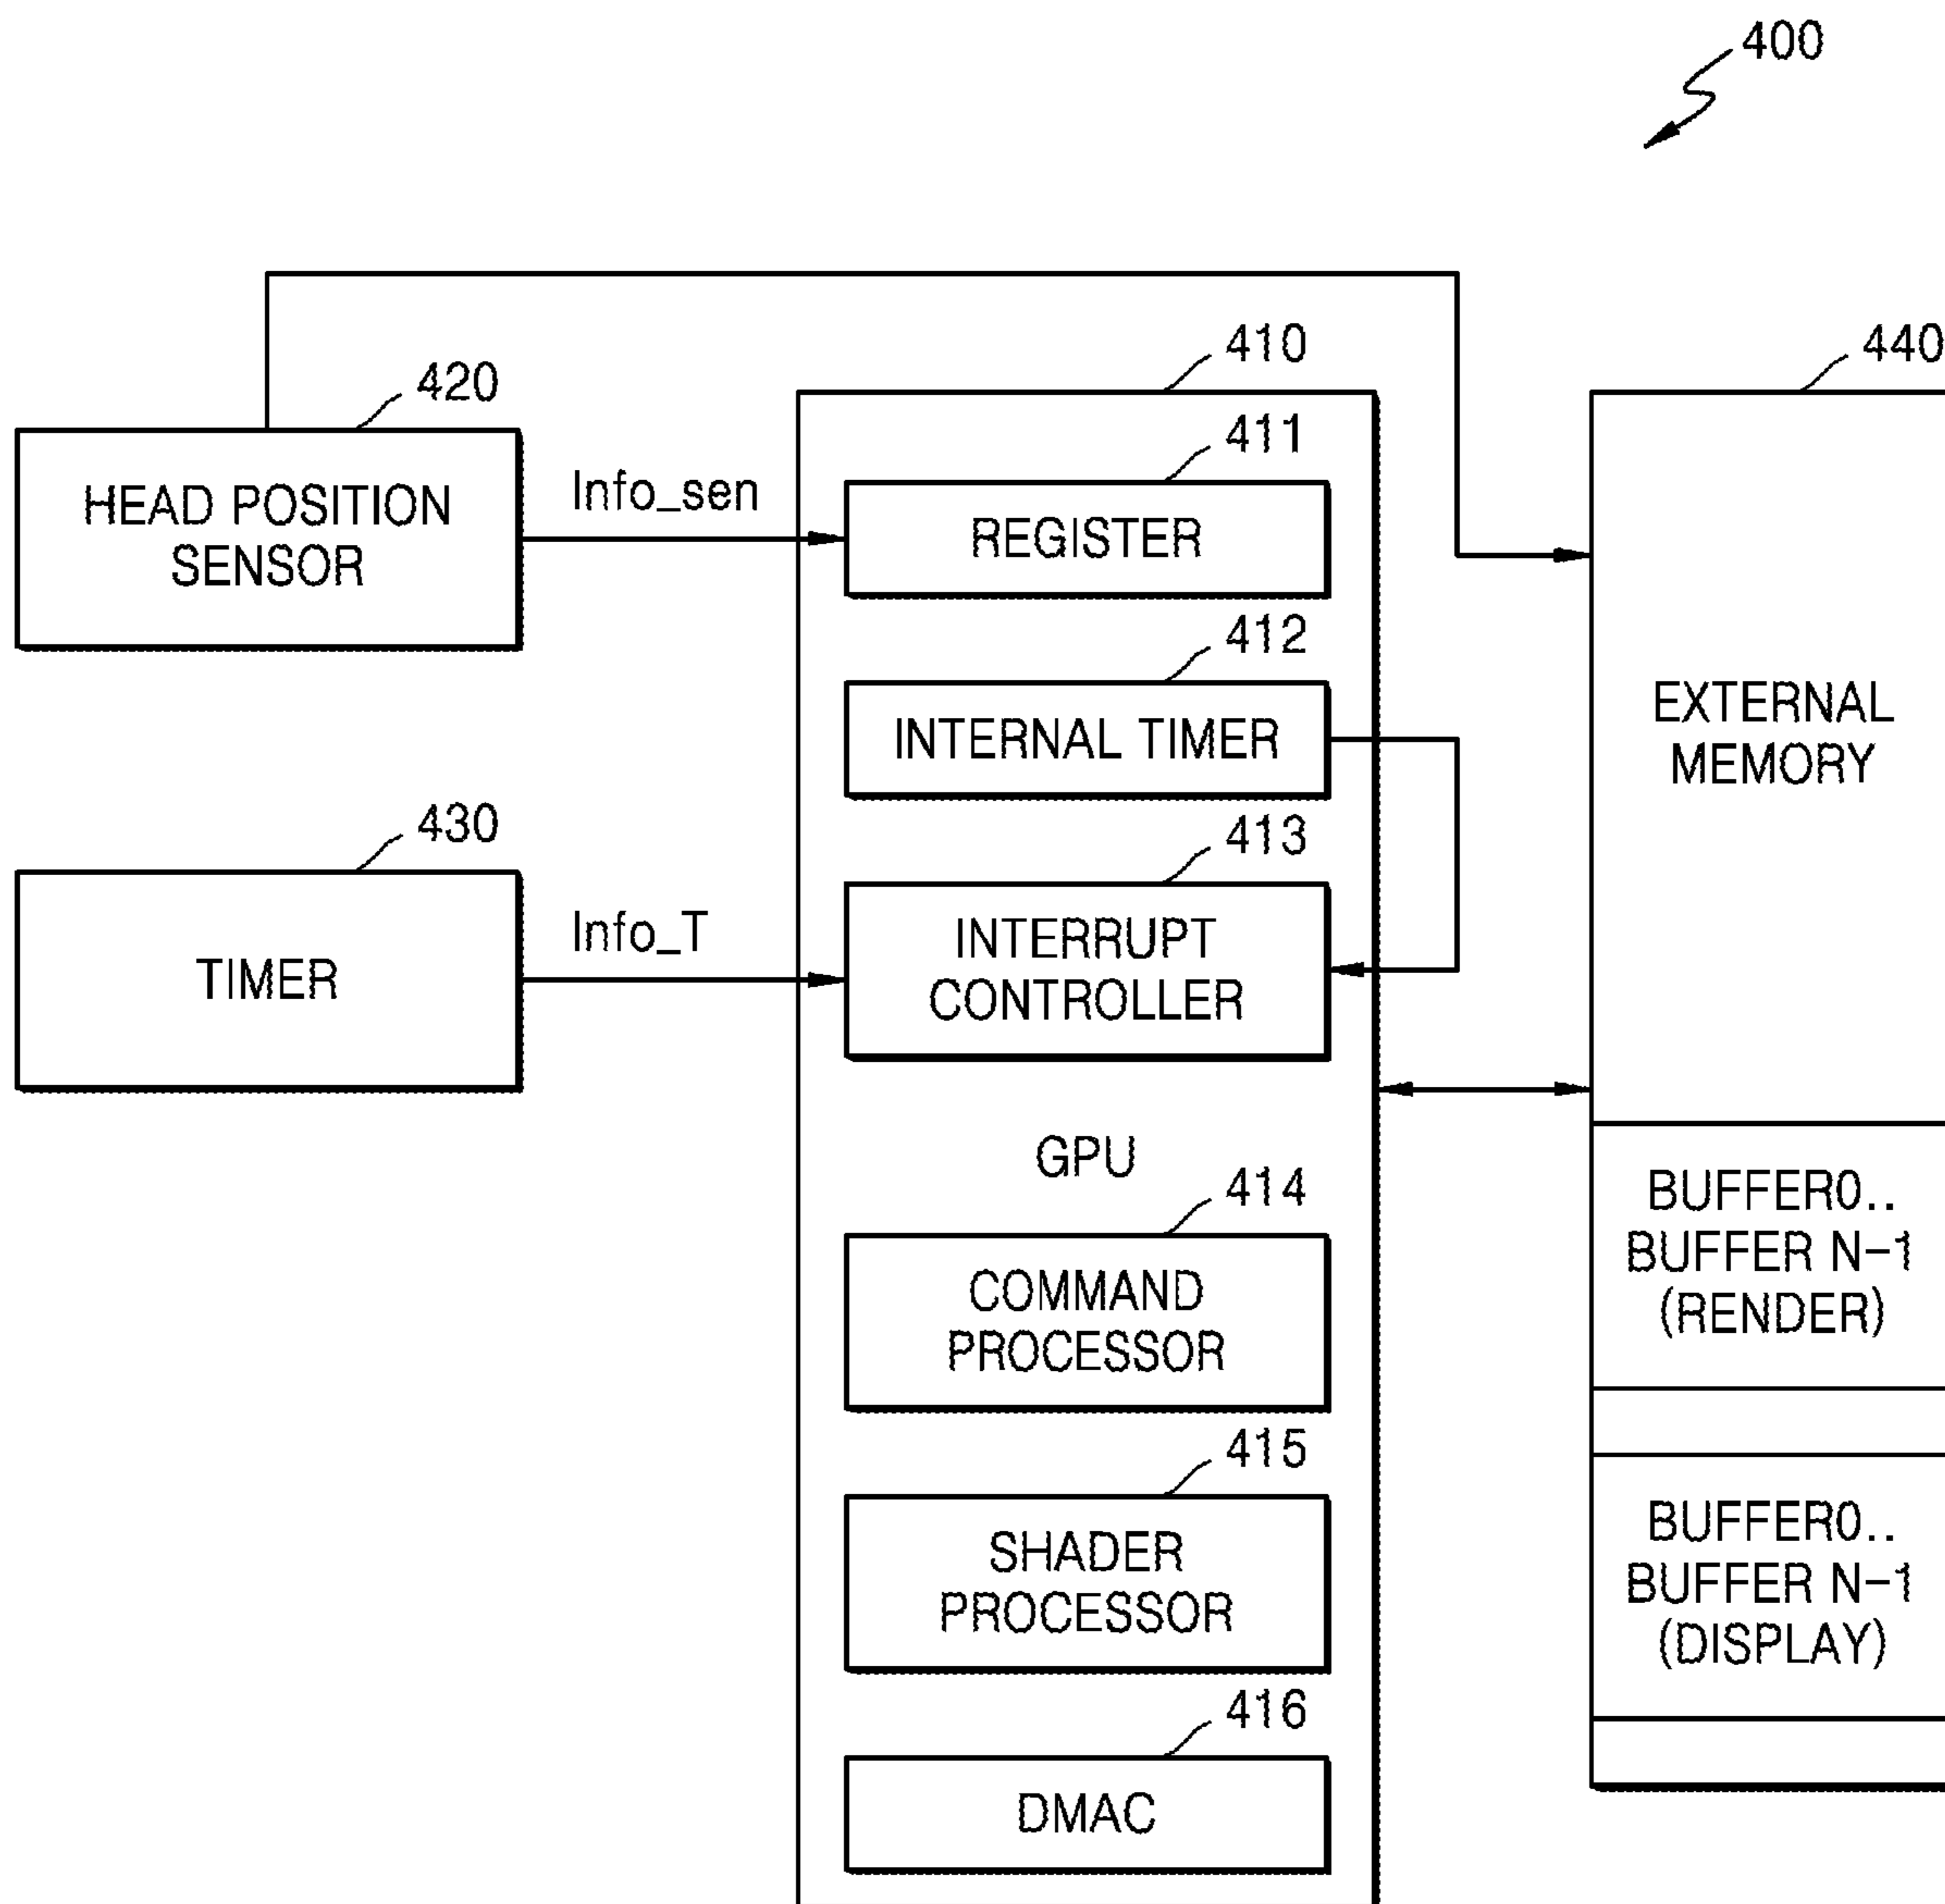 400
410
440
420
411
HEAD POSITION
SENSOR
Info_sen
REGISTER
412
INTERNAL TIMER
EXTERNAL
MEMORY
430
413
TIMER
Info_T
INTERRUPT
CONTROLLER
GPU
414
COMMAND
PROCESSOR
BUFFER0..
BUFFER N-1
(RENDER)
415
SHADER
PROCESSOR
BUFFER0..
BUFFER N-1
(DISPLAY)
416
DMAC